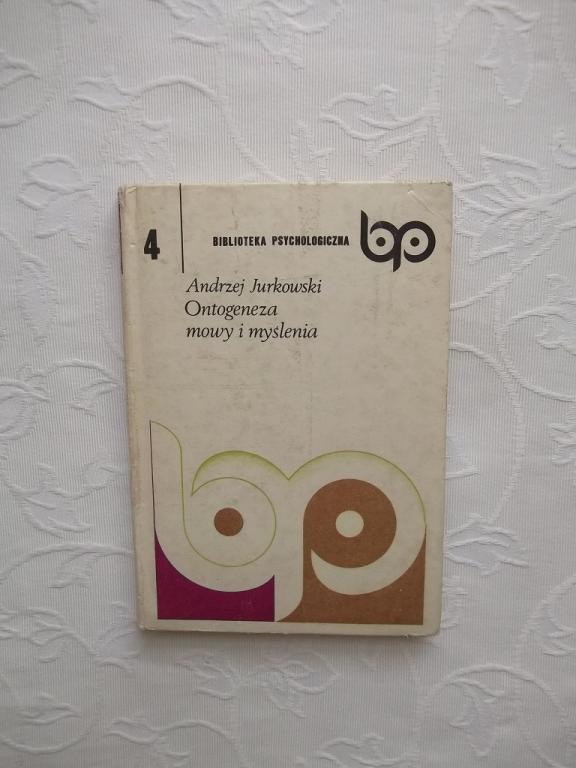 4
BIBLIOTEKA PSYCHOLOGICZNA
bp
Andrzej Jurkowski
Ontogeneza
mowy i myślenia
bp